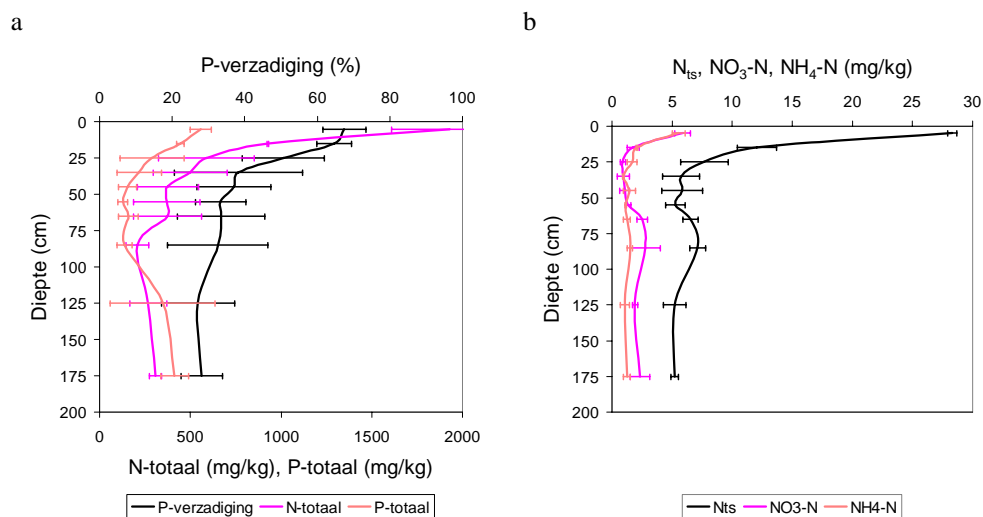 a
P-verzadiging (%)
0 20 40 60 80 100
0
25
50
75
100
125
150
175
200
Diepte (cm)
0 500 1000 1500 2000
N-totaal (mg/kg), P-totaal (mg/kg)
P-verzadiging N-totaal P-totaal
b
Nts, NO3-N, NH4-N (mg/kg)
0 5 10 15 20 25 30
0
25
50
75
100
125
150
175
200
Diepte (cm)
Nts NO3-N NH4-N